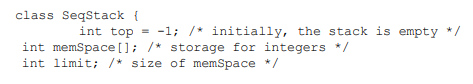 class SeqStack {
int top = -1; /* initially, the stack is empty */
int memSpace[]; /* storage for integers */
int limit; /* size of memSpace */